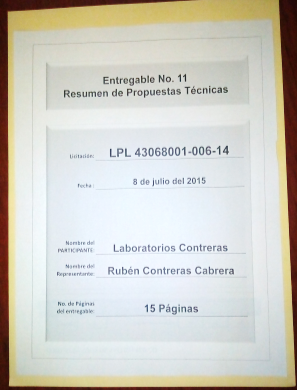 Entregable No. 11
Resumen de Propuestas Técnicas
Licitación: LPL 43068001-006-14
Fecha: 8 de julio del 2015
Nombre del PARTICIPANTE: Laboratorios Contreras
Nombre del Representante: Rubén Contreras Cabrera
No. de Páginas del entregable: 15 Páginas